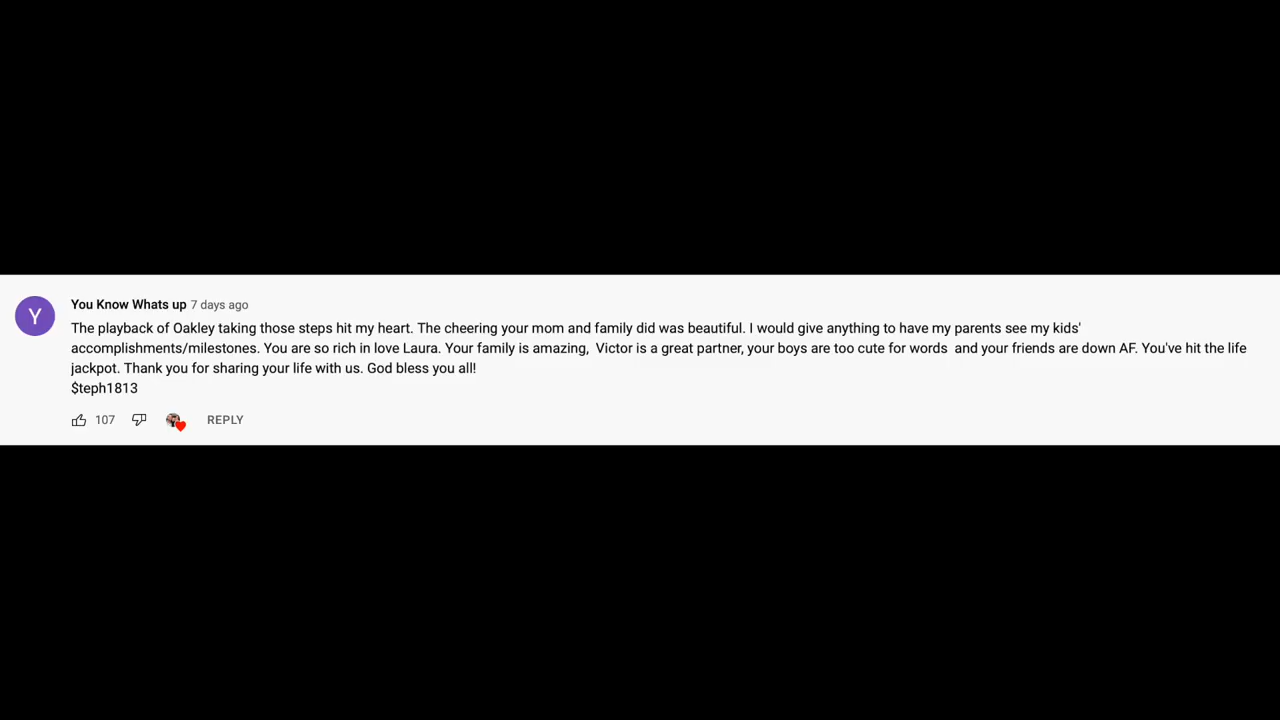 Y
You Know Whats up 7 days ago
The playback of Oakley taking those steps hit my heart. The cheering your mom and family did was beautiful. I would give anything to have my parents see my kids'
accomplishments/milestones. You are so rich in love Laura. Your family is amazing,  Victor is a great partner, your boys are too cute for words  and your friends are down AF. You've hit the life
jackpot. Thank you for sharing your life with us. God bless you all!
$teph1813
107 REPLY